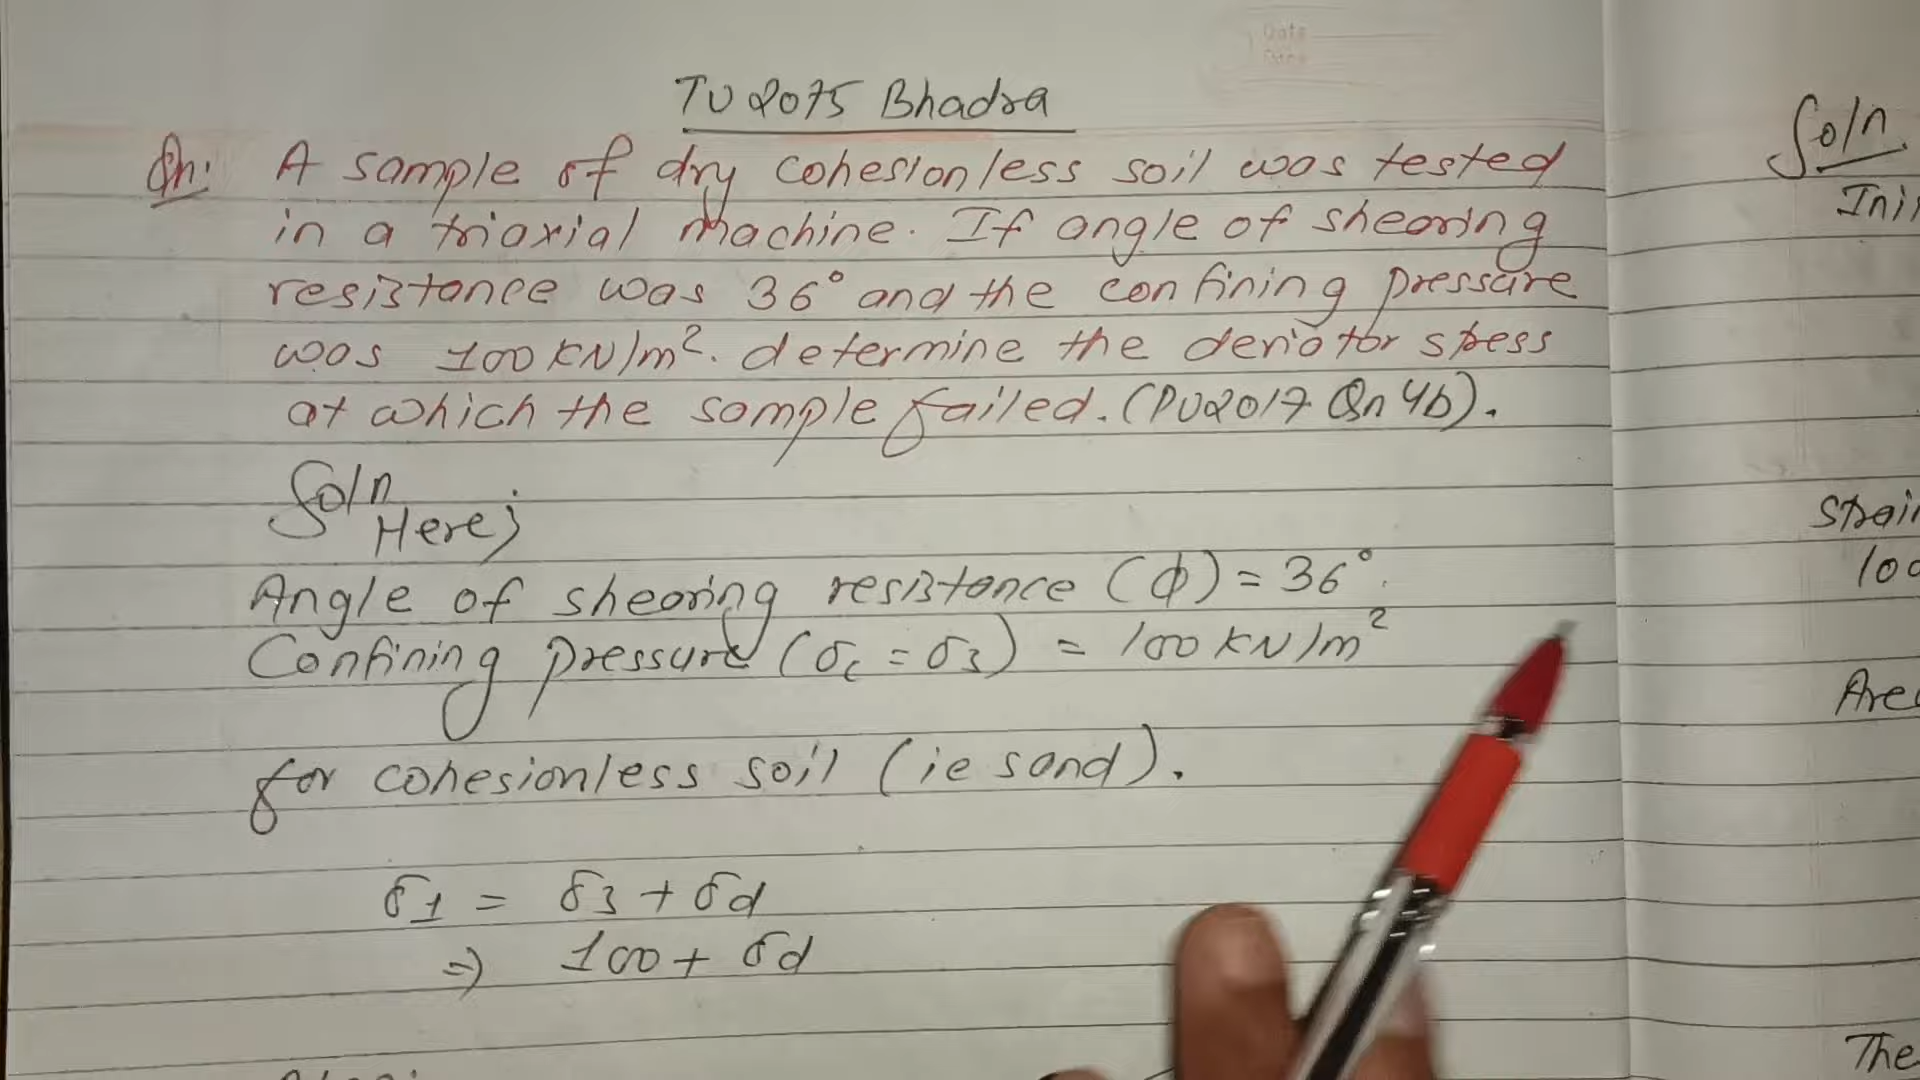 Date
TU 2075 Bhadra
Qn: A sample of dry cohesionless soil was tested
in a triaxial machine. If angle of shearing
resistance was 36° and the confining pressure
was 100 KN/m². determine the deviator stress
at which the sample failed. (PU2017 Qn 4b).
Soln
Here;
Angle of shearing resistance (ϕ) = 36°.
Confining pressure (σc = σ3) = 100 KN/m²
for cohesionless soil (ie sand).
σ1 = σ3 + σd
⇒ 100 + σd
Soln
Ini
Strain
100
Are
The